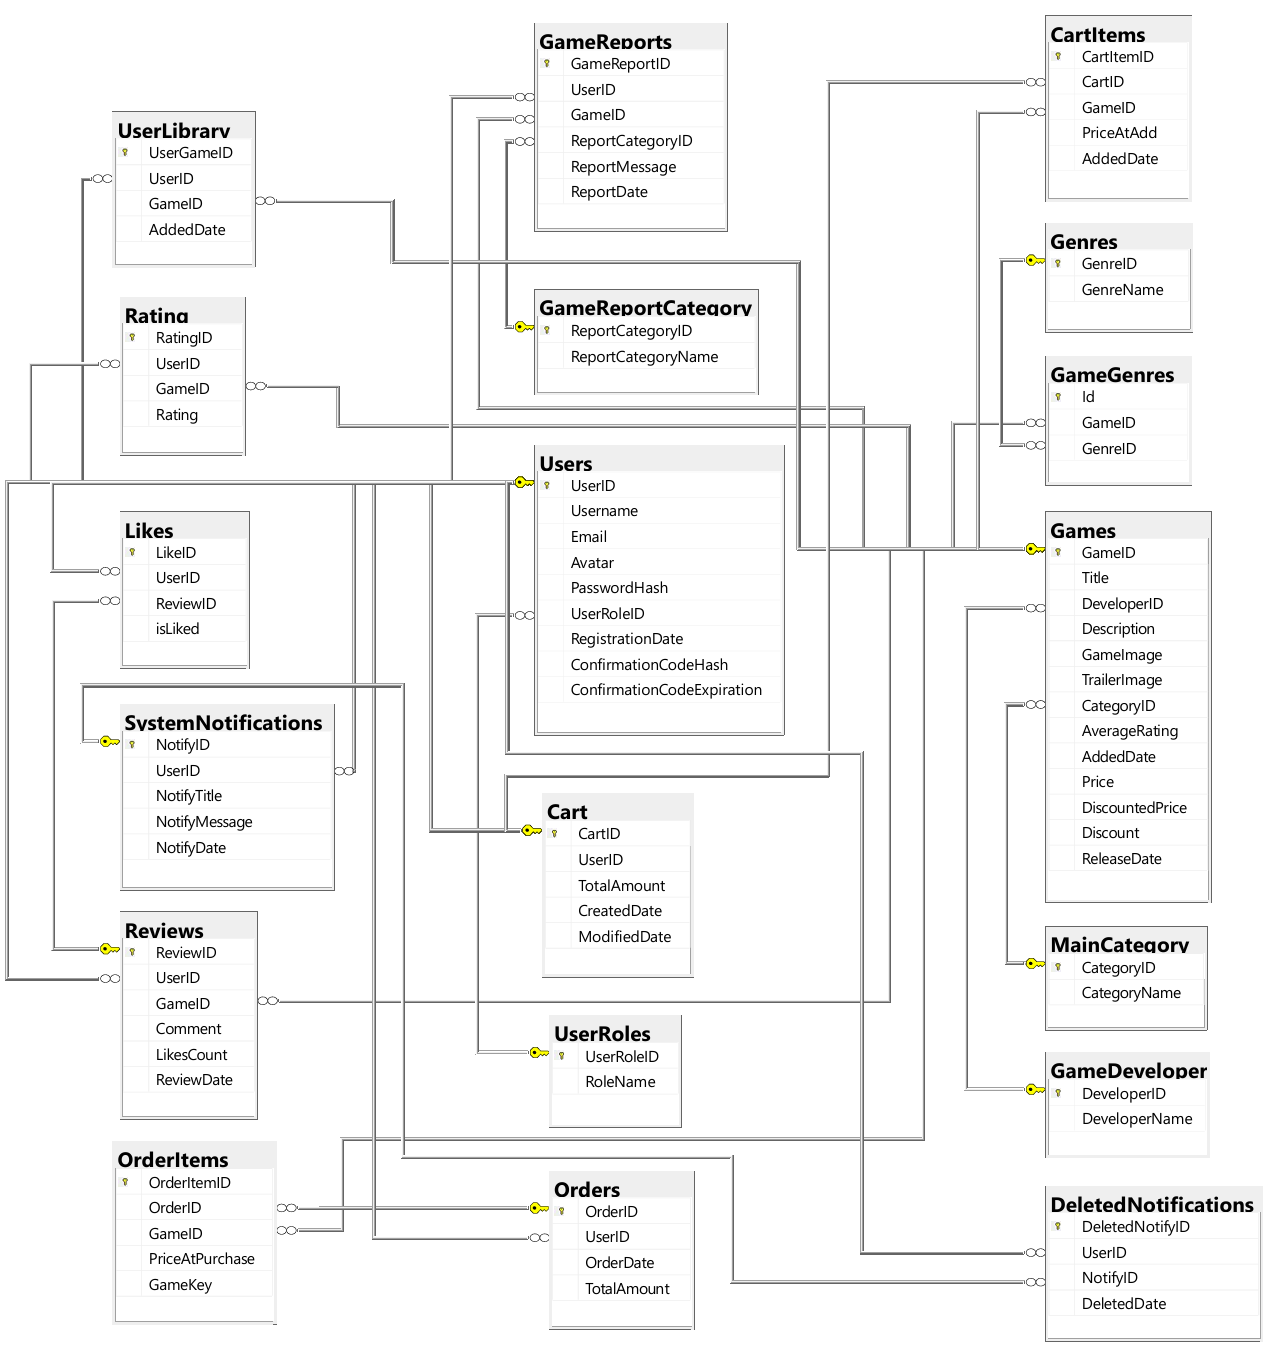 GameReports
GameReportID
UserID
GameID
ReportCategoryID
ReportMessage
ReportDate
CartItems
CartItemID
CartID
GameID
PriceAtAdd
AddedDate
UserLibrary
UserGameID
UserID
GameID
AddedDate
Genres
GenreID
GenreName
GameReportCategory
ReportCategoryID
ReportCategoryName
Rating
RatingID
UserID
GameID
Rating
GameGenres
Id
GameID
GenreID
Users
UserID
Username
Email
Avatar
PasswordHash
UserRoleID
RegistrationDate
ConfirmationCodeHash
ConfirmationCodeExpiration
Likes
LikeID
UserID
ReviewID
isLiked
Games
GameID
Title
DeveloperID
Description
GameImage
TrailerImage
CategoryID
AverageRating
AddedDate
Price
DiscountedPrice
Discount
ReleaseDate
SystemNotifications
NotifyID
UserID
NotifyTitle
NotifyMessage
NotifyDate
Cart
CartID
UserID
TotalAmount
CreatedDate
ModifiedDate
Reviews
ReviewID
UserID
GameID
Comment
LikesCount
ReviewDate
MainCategory
CategoryID
CategoryName
UserRoles
UserRoleID
RoleName
GameDeveloper
DeveloperID
DeveloperName
OrderItems
OrderItemID
OrderID
GameID
PriceAtPurchase
GameKey
Orders
OrderID
UserID
OrderDate
TotalAmount
DeletedNotifications
DeletedNotifyID
UserID
NotifyID
DeletedDate